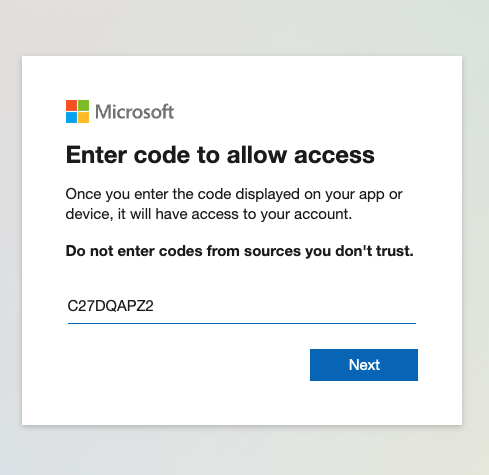 Microsoft
Enter code to allow access
Once you enter the code displayed on your app or
device, it will have access to your account.
Do not enter codes from sources you don't trust.
C27DQAPZ2
Next